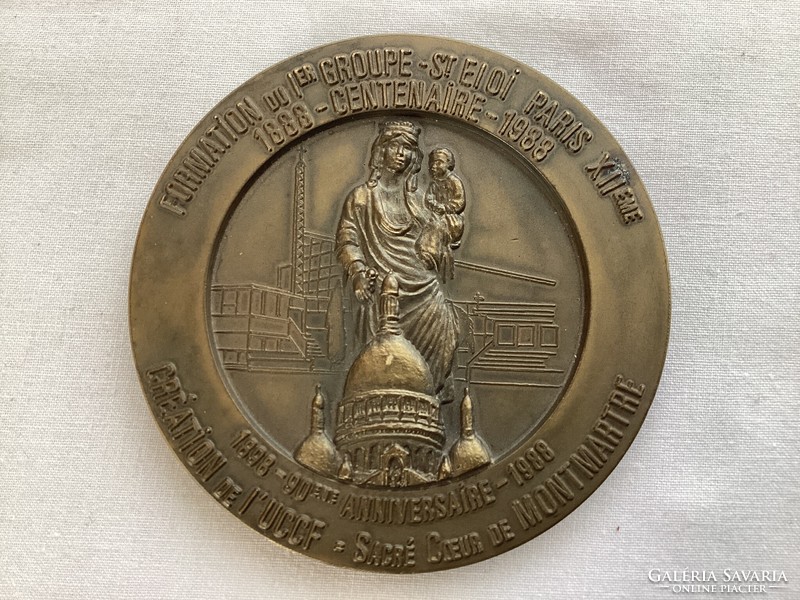 FORMATION DU 1ER GROUPE - ST ElOI PARIS XIIEME
1888 - CENTENAIRE - 1988
1898 - 90EME ANNIVERSAIRE - 1988
CRÉATION DE l'UCCF - SACRÉ CŒUR DE MONTMARTRE
GALERIA SAVARIA
ONLINE PIACTÉR